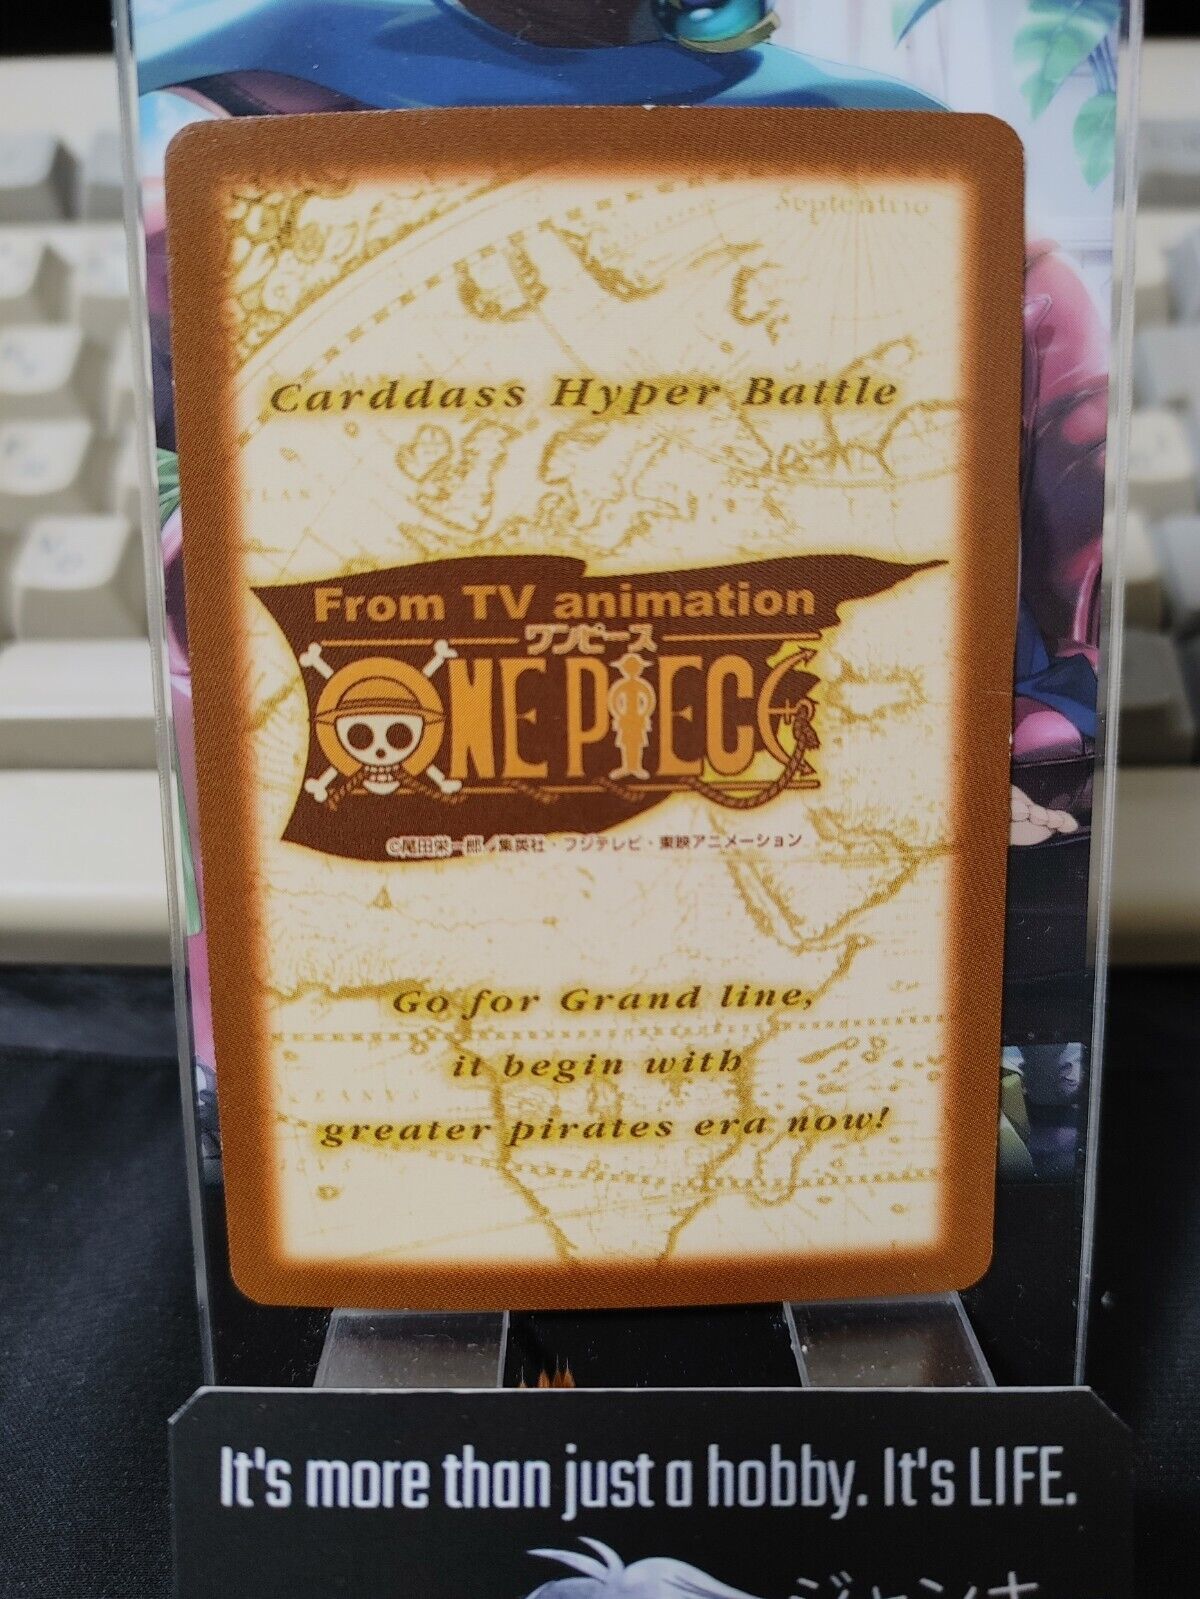 Septentrio
Carddass Hyper Battle
From TV animation
ワンピース
ONE PIECE
©尾田栄一郎/集英社・フジテレビ・東映アニメーション
Go for Grand line,
it begin with
greater pirates era now!
It's more than just a hobby. It's LIFE.